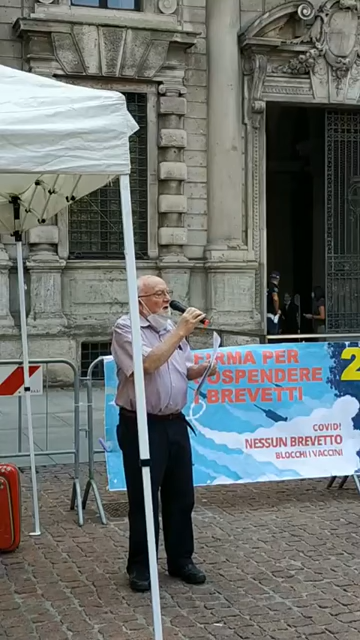 FIRMA PER
SOSPENDERE
BREVETTI
2
COVID!
NESSUN BREVETTO
BLOCCHI I VACCINI